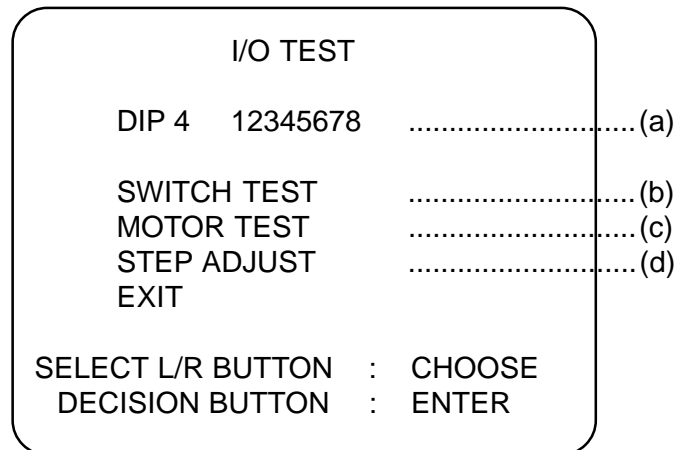 I/O TEST
DIP 4 12345678 ............................(a)
SWITCH TEST ............................(b)
MOTOR TEST ............................(c)
STEP ADJUST ............................(d)
EXIT
SELECT L/R BUTTON : CHOOSE
DECISION BUTTON : ENTER